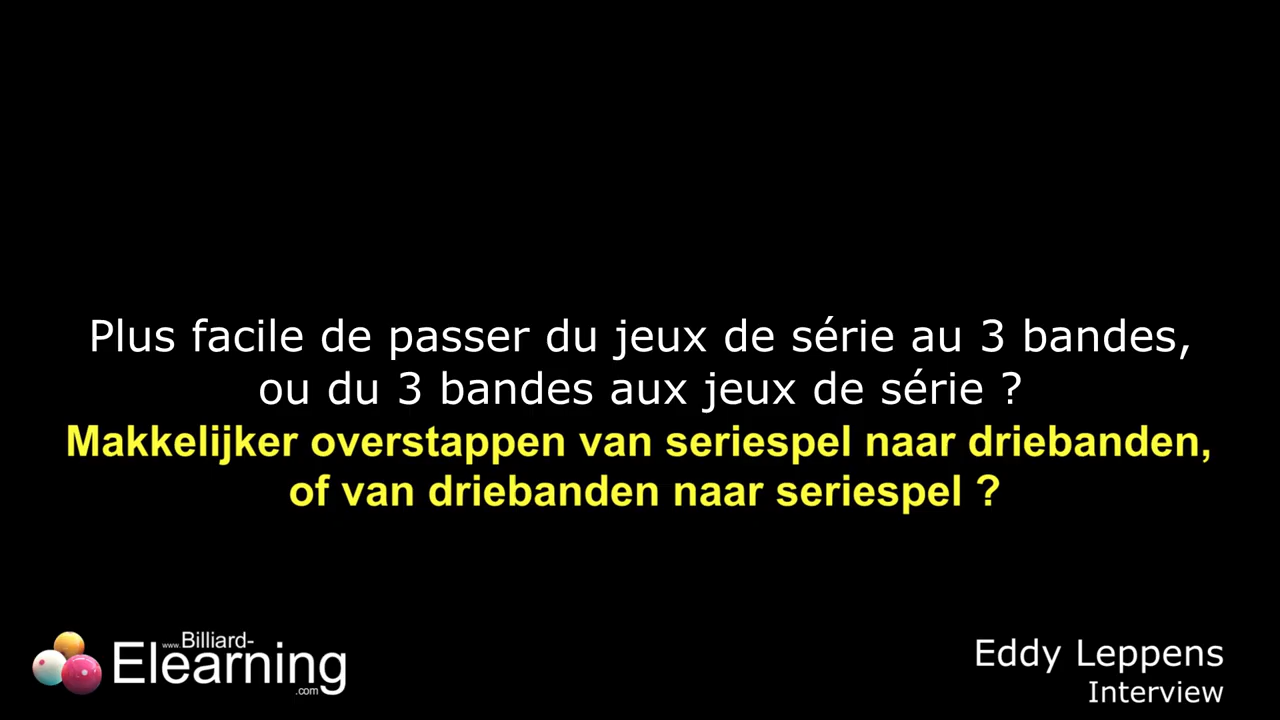 Plus facile de passer du jeux de série au 3 bandes,
ou du 3 bandes aux jeux de série ?
Makkelijker overstappen van seriespel naar driebanden,
of van driebanden naar seriespel ?
www.Billiard-
Elearning
.com
Eddy Leppens
Interview